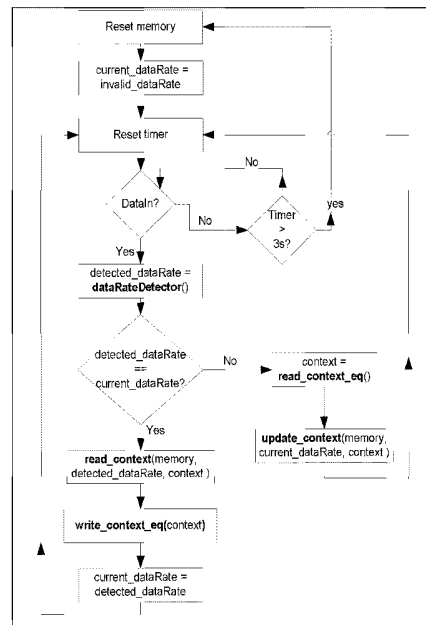 Reset memory
current_dataRate =
invalid_dataRate
Reset timer
No
DataIn?
No
Timer
>
3s?
yes
Yes
detected_dataRate =
dataRateDetector()
detected_dataRate
==
current_dataRate?
No
context =
read_context_eq()
Yes
update_context(memory,
current_dataRate, context )
read_context(memory,
detected_dataRate, context )
write_context_eq(context)
current_dataRate =
detected_dataRate